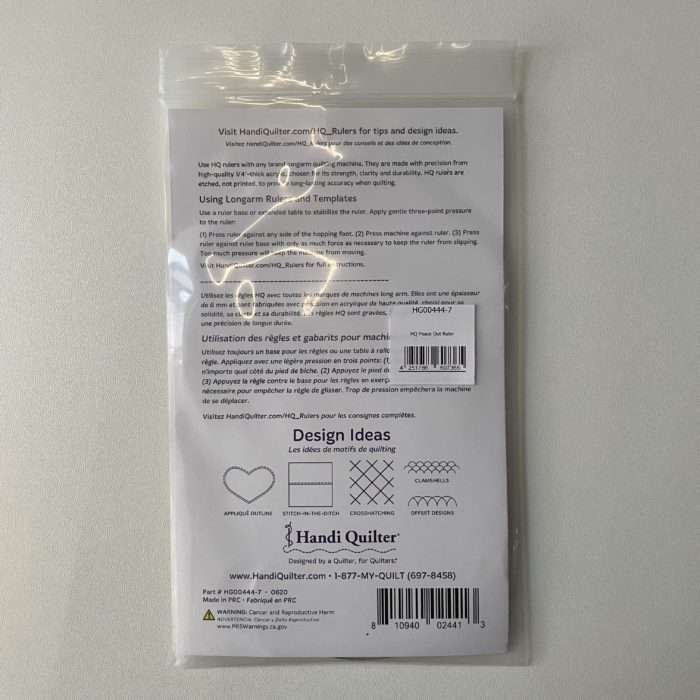 Visit HandiQuilter.com/HQ_Rulers for tips and design ideas.
Visitez HandiQuilter.com/HQ_Rulers pour des conseils et des idées de conception.
Use HQ rulers with any brand longarm quilting machine. They are made with precision from
high-quality 1/4"-thick acrylic, chosen for its strength, clarity and durability. HQ rulers are
etched, not printed, to provide long-lasting accuracy when quilting.
Using Longarm Rulers and Templates
Use a ruler base or extended table to stabilize the ruler. Apply gentle three-point pressure
to the ruler:
(1) Press ruler against any side of the hopping foot. (2) Press machine against ruler. (3) Press
ruler against ruler base with only as much force as necessary to keep the ruler from slipping.
Too much pressure will keep the machine from moving.
Visit HandiQuilter.com/HQ_Rulers for full instructions.
Utilisez les règles HQ avec toutes les marques de machines long arm. Elles ont une épaisseur
de 6 mm et sont fabriquées avec précision en acrylique de haute qualité, choisi pour sa
solidité, sa clarté et sa durabilité. Les règles HQ sont gravées,
une précision de longue durée.
Utilisation des règles et gabarits pour
Utilisez toujours un base pour les règles ou une table à
règle. Appliquez avec une légère pression en trois points: (1)
n'importe quel côté du pied de biche. (2) Appuyez le pied
(3) Appuyez la règle contre le base pour les règles en
nécessaire pour empêcher la règle de glisser. Trop de pression empêchera la machine
de se déplacer.
Visitez HandiQuilter.com/HQ_Rulers pour les consignes complètes.
HG00444-7
HQ Peace Out Ruler
4 251786 607366
Design Ideas
Les idées de motifs de quilting
APPLIQUÉ OUTLINE
STITCH-IN-THE-DITCH
CROSSHATCHING
CLAMSHELLS
OFFSET DESIGNS
Handi Quilter®
Designed by a Quilter, for Quilters.®
www.HandiQuilter.com • 1-877-MY-QUILT (697-8458)
Part # HG00444-7 - 0620
Made in PRC • Fabriqué en PRC
WARNING: Cancer and Reproductive Harm
ADVERTENCIA: Cáncer y Daño Reproductivo
www.P65Warnings.ca.gov
8 10940 02441 3